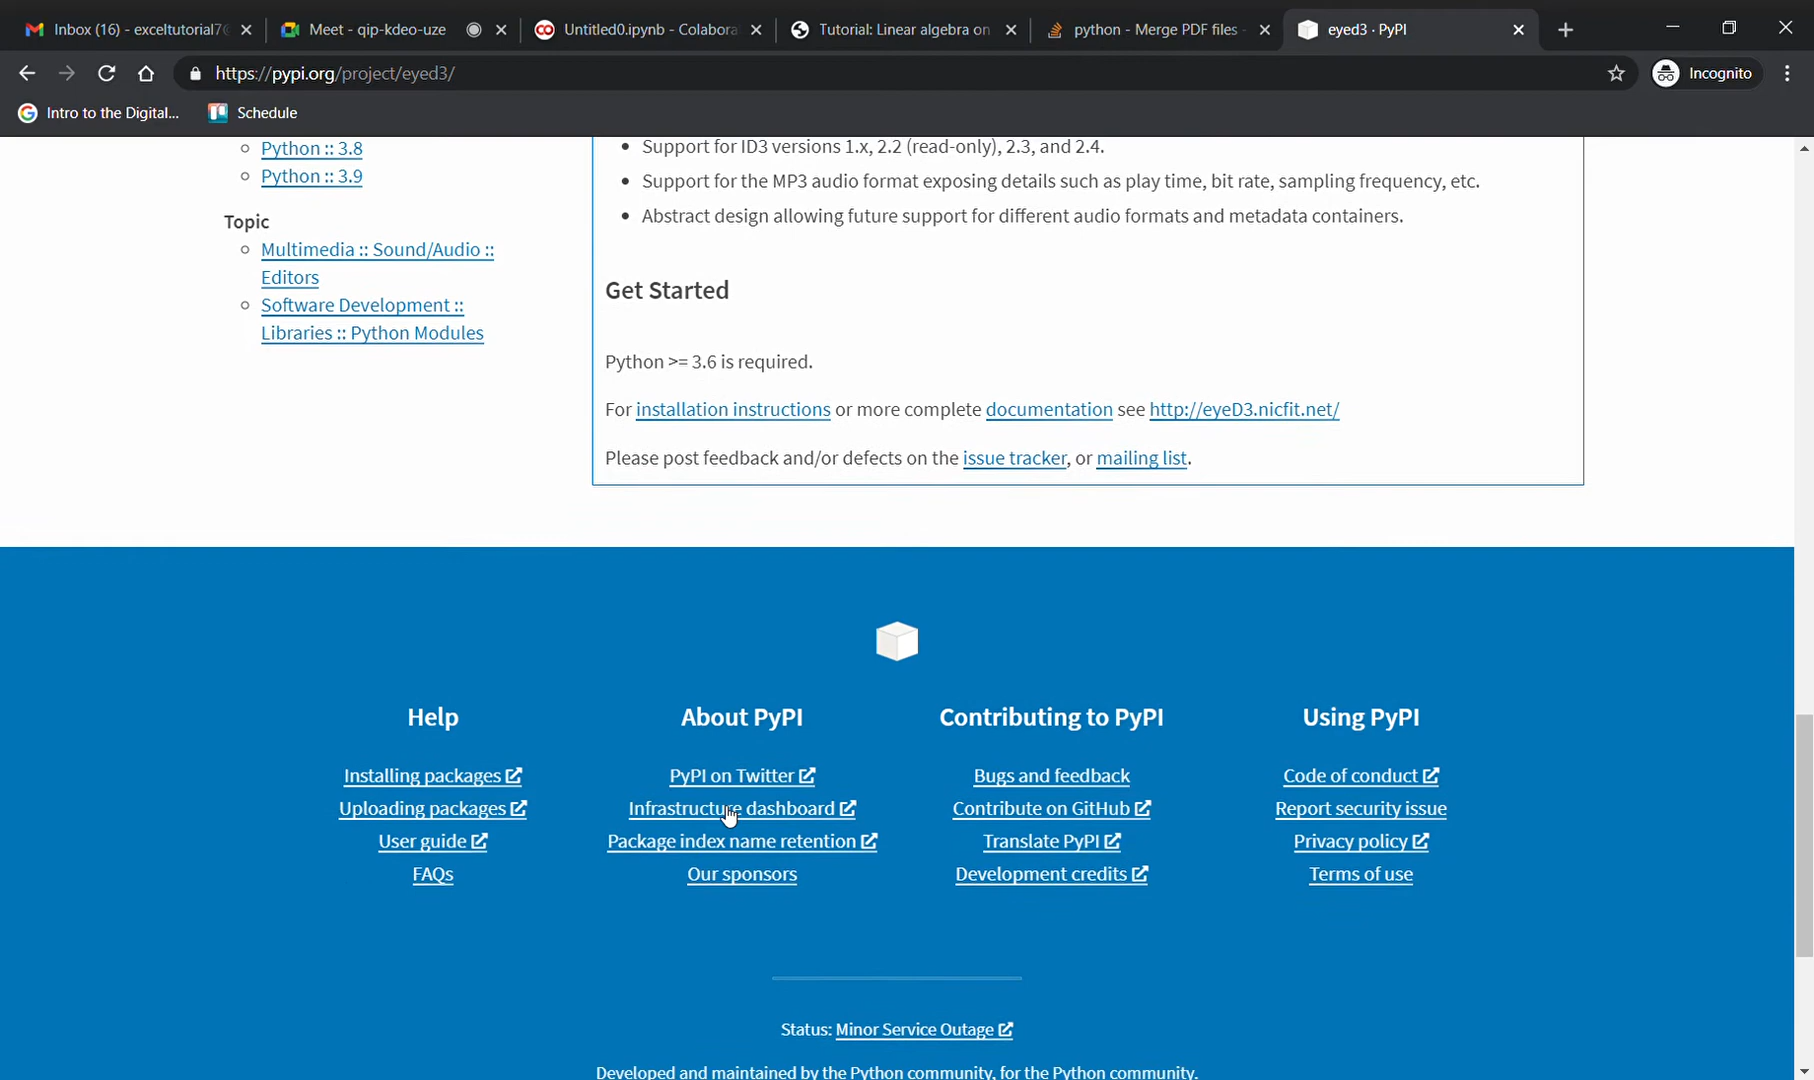 Inbox (16) - exceltutorial7@
Meet - qip-kdeo-uze
Untitled0.ipynb - Colabora
Tutorial: Linear algebra on
python - Merge PDF files -
eyed3 · PyPI
https://pypi.org/project/eyed3/
Incognito
Intro to the Digital...
Schedule
Python :: 3.8
Python :: 3.9
Topic
Multimedia :: Sound/Audio ::
Editors
Software Development ::
Libraries :: Python Modules
• Support for ID3 versions 1.x, 2.2 (read-only), 2.3, and 2.4.
• Support for the MP3 audio format exposing details such as play time, bit rate, sampling frequency, etc.
• Abstract design allowing future support for different audio formats and metadata containers.
Get Started
Python >= 3.6 is required.
For installation instructions or more complete documentation see http://eyeD3.nicfit.net/
Please post feedback and/or defects on the issue tracker, or mailing list.
Help
Installing packages
Uploading packages
User guide
FAQs
About PyPI
PyPI on Twitter
Infrastructure dashboard
Package index name retention
Our sponsors
Contributing to PyPI
Bugs and feedback
Contribute on GitHub
Translate PyPI
Development credits
Using PyPI
Code of conduct
Report security issue
Privacy policy
Terms of use
Status: Minor Service Outage
Developed and maintained by the Python community, for the Python community.